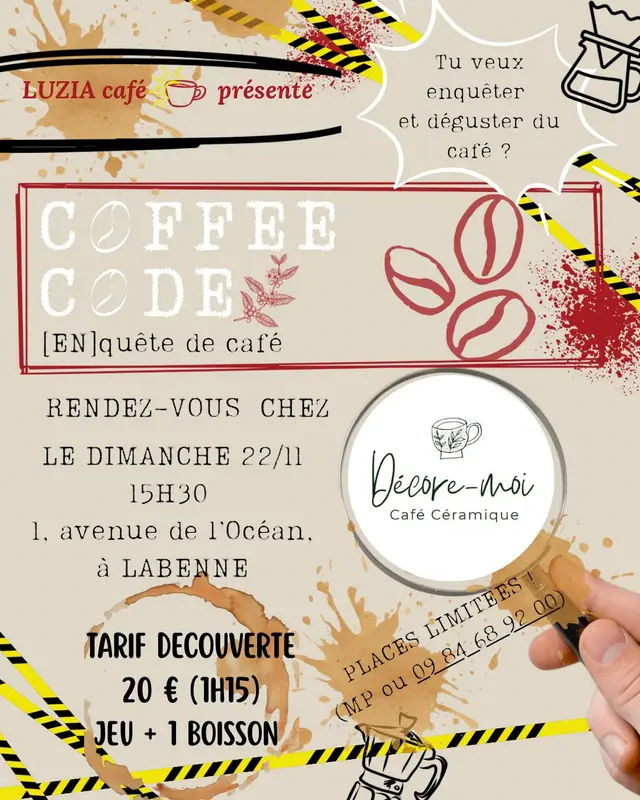 LUZIA café présente
Tu veux
enquêter
et déguster du
café ?
COFFEE
CODE
[EN]quête de café
RENDEZ-VOUS CHEZ
LE DIMANCHE 22/11
15H30
1, avenue de l'Océan,
à LABENNE
Décore-moi
Café Céramique
PLACES LIMITEES !
(MP ou 09 84 68 92 00)
TARIF DECOUVERTE
20 € (1H15)
JEU + 1 BOISSON